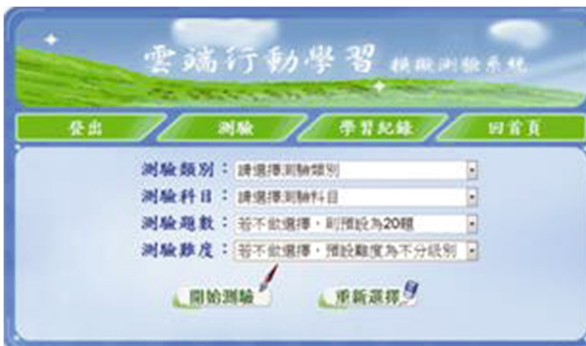 雲端行動學習 模擬測驗系統
登出 測驗 學習紀錄 回首頁
測驗類別：請選擇測驗類別
測驗科目：請選擇測驗科目
測驗題數：若不做選擇，則預設為20題
測驗難度：若不做選擇，預設難度為不分級別
開始測驗 重新選擇